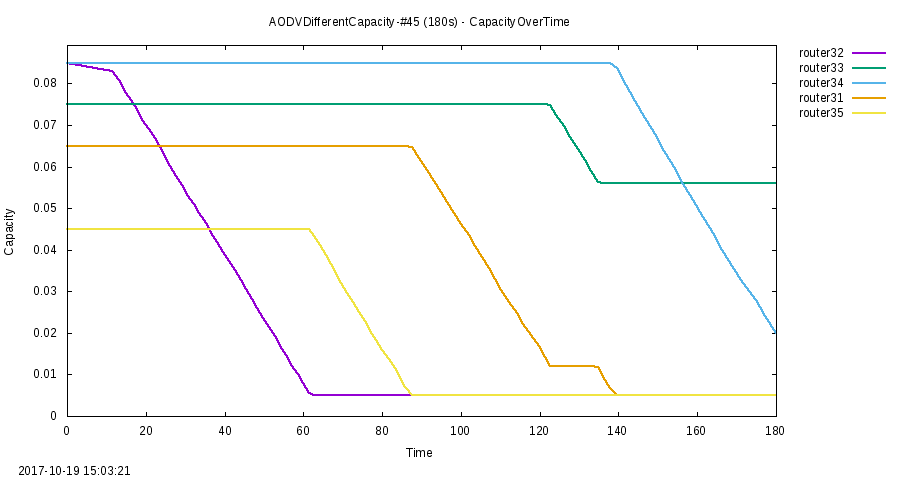 AODVDifferentCapacity-#45 (180s) - CapacityOverTime
router32
router33
router34
router31
router35
0.08
0.07
0.06
0.05
0.04
0.03
0.02
0.01
0
Capacity
0 20 40 60 80 100 120 140 160 180
Time
2017-10-19 15:03:21